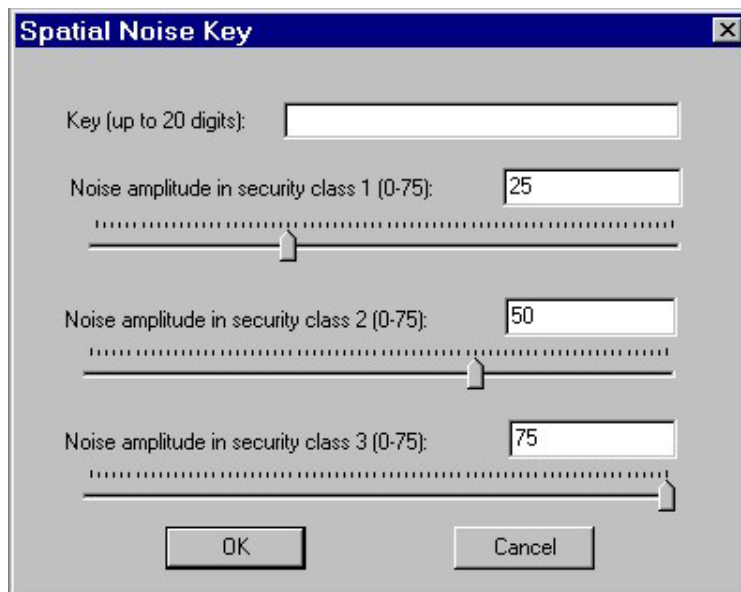 Spatial Noise Key
Key (up to 20 digits):
Noise amplitude in security class 1 (0-75): 25
Noise amplitude in security class 2 (0-75): 50
Noise amplitude in security class 3 (0-75): 75
OK Cancel